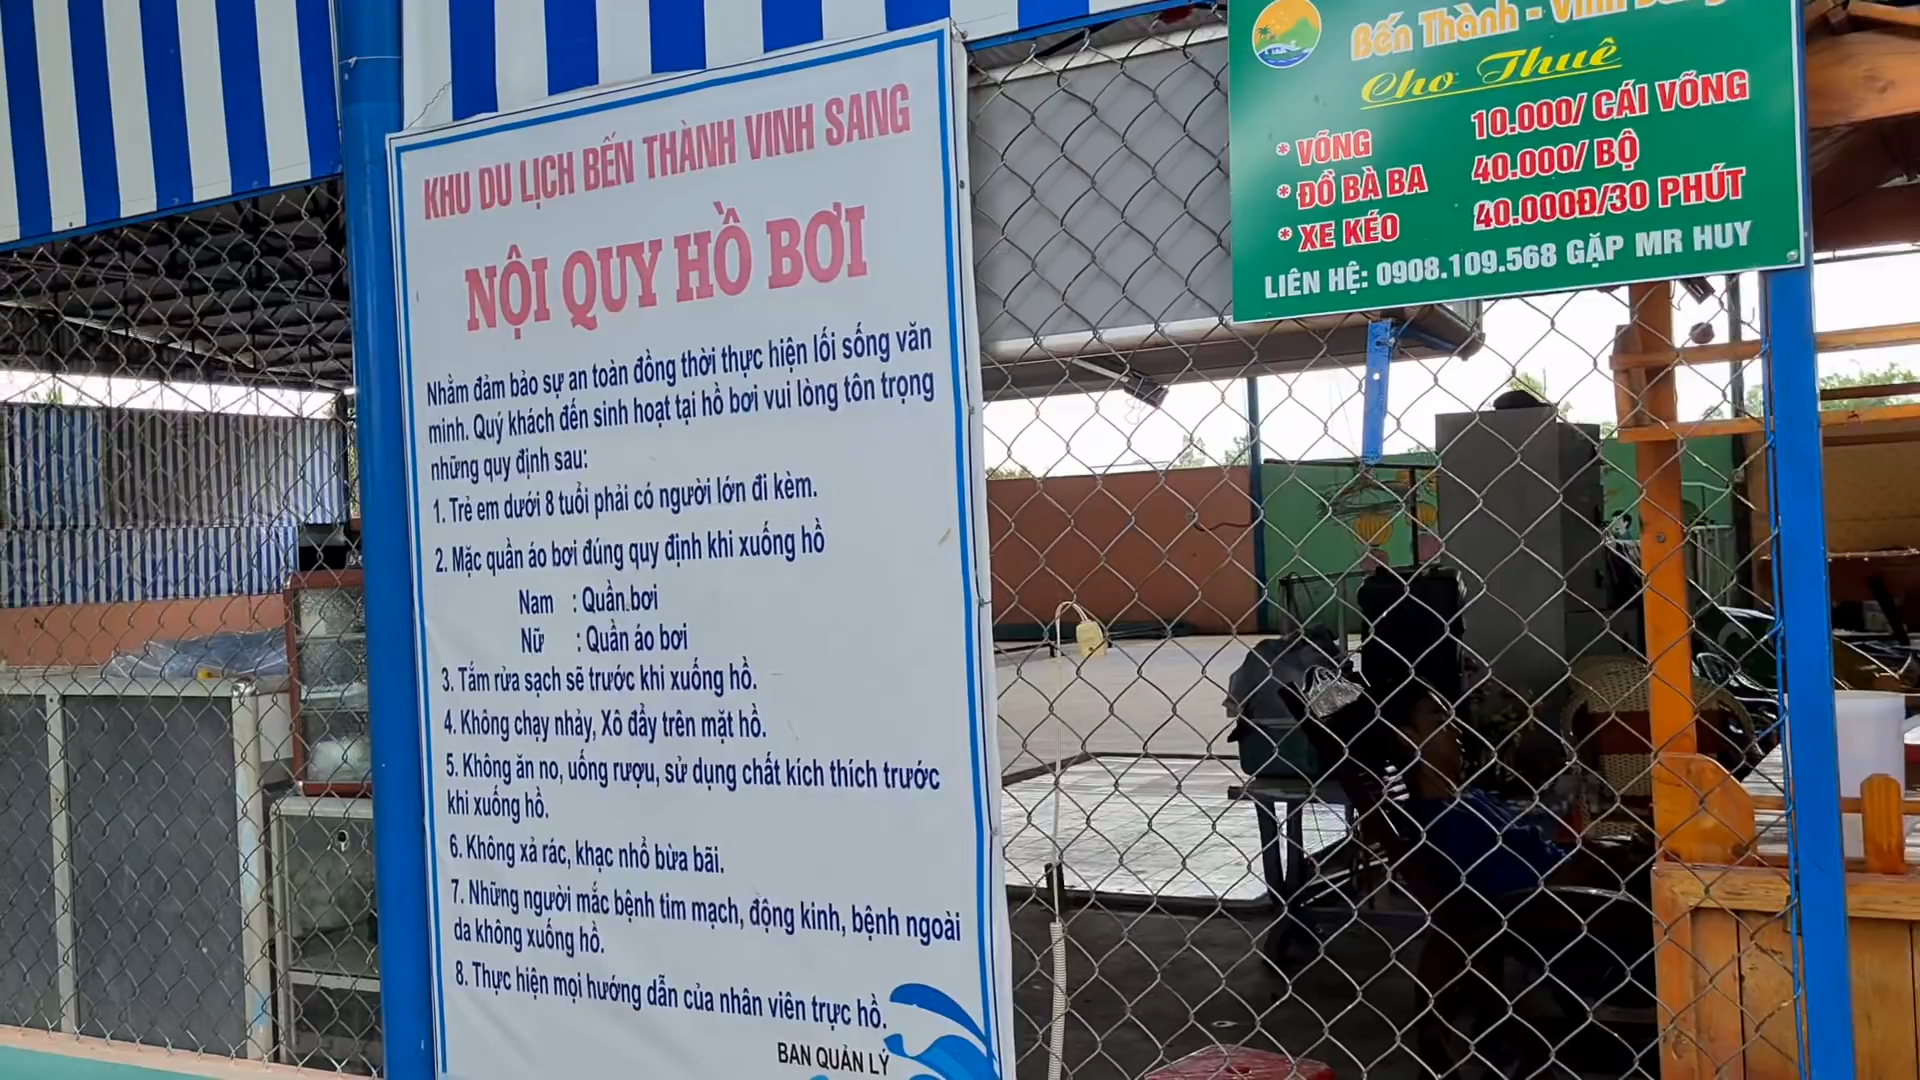 KHU DU LỊCH BẾN THÀNH VINH SANG
NỘI QUY HỒ BƠI
Nhằm đảm bảo sự an toàn đồng thời thực hiện lối sống văn
minh. Quý khách đến sinh hoạt tại hồ bơi vui lòng tôn trọng
những quy định sau:
1. Trẻ em dưới 8 tuổi phải có người lớn đi kèm.
2. Mặc quần áo bơi đúng quy định khi xuống hồ
Nam : Quần bơi
Nữ : Quần áo bơi
3. Tắm rửa sạch sẽ trước khi xuống hồ.
4. Không chạy nhảy, Xô đẩy trên mặt hồ.
5. Không ăn no, uống rượu, sử dụng chất kích thích trước
khi xuống hồ.
6. Không xả rác, khạc nhổ bừa bãi.
7. Những người mắc bệnh tim mạch, động kinh, bệnh ngoài
da không xuống hồ.
8. Thực hiện mọi hướng dẫn của nhân viên trực hồ.
BAN QUẢN LÝ
Bến Thành - Vinh Sang
Cho Thuê
* VÕNG 10.000/ CÁI VÕNG
* ĐỒ BÀ BA 40.000/ BỘ
* XE KÉO 40.000Đ/30 PHÚT
LIÊN HỆ: 0908.109.568 GẶP MR HUY